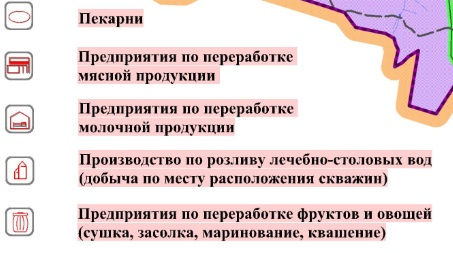 Пекарни
Предприятия по переработке
мясной продукции
Предприятия по переработке
молочной продукции
Производство по розливу лечебно-столовых вод
(добыча по месту расположения скважин)
Предприятия по переработке фруктов и овощей
(сушка, засолка, маринование, квашение)